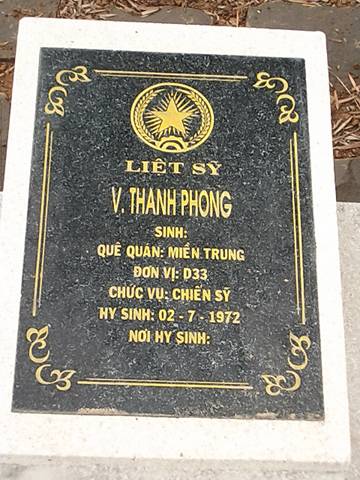 LIỆT SỸ
V. THANH PHONG
SINH:
QUÊ QUÁN: MIỀN TRUNG
ĐƠN VỊ: D33
CHỨC VỤ: CHIẾN SỸ
HY SINH: 02 - 7 - 1972
NƠI HY SINH: